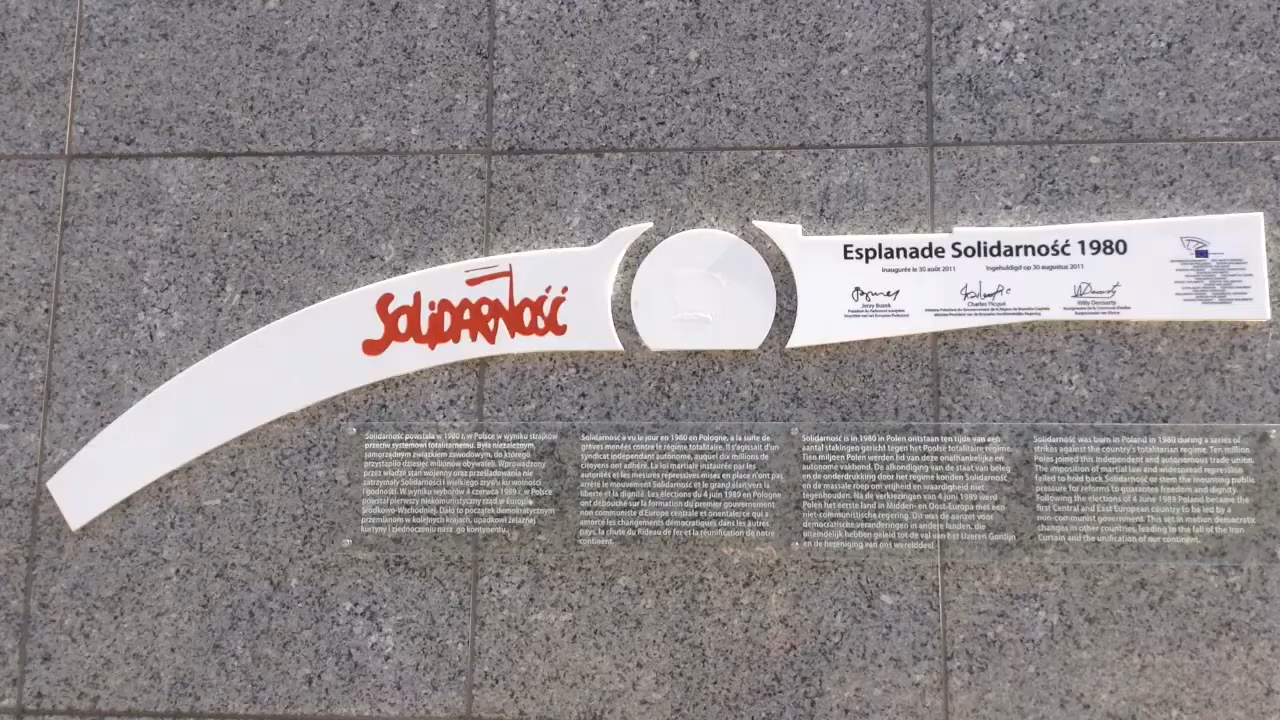 SOLIDARNOŚĆ
Esplanade Solidarność 1980
Inaugurée le 30 août 2011 Ingehuldigd op 30 augustus 2011
Jerzy Buzek
Président du Parlement européen
Voorzitter van het Europees Parlement
Charles Picqué
Willy Decourty
Bourgmestre de la Commune d'Ixelles
Burgemeester van Elsene
Solidarność powstała w 1980 r. w Polsce w wyniku strajków
przeciw systemowi totalitarnemu. Była niezależnym,
samorządnym związkiem zawodowym, do którego
przystąpiło dziesięć milionów obywateli. Wprowadzony
przez władze stan wojenny oraz prześladowania nie
zatrzymały Solidarności i wielkiego zrywu ku wolności
i godności. W wyniku wyborów 4 czerwca 1989 r. w Polsce
powstał pierwszy niekomunistyczny rząd w Europie
Środkowo-Wschodniej. Dało to początek demokratycznym
przemianom w kolejnych krajach, upadkowi żelaznej
kurtyny i zjednoczeniu naszego kontynentu.
Solidarność a vu le jour en 1980 en Pologne, à la suite de
grèves menées contre le régime totalitaire. Il s'agissait d'un
syndicat indépendant autonome, auquel dix millions de
citoyens ont adhéré. La loi martiale instaurée par les
autorités et les mesures répressives mises en place n'ont pas
arrêté le mouvement Solidarność et le grand élan vers la
liberté et la dignité. Les élections du 4 juin 1989 en Pologne
ont débouché sur la formation du premier gouvernement
non communiste d'Europe centrale et orientale, ce qui a
amorcé les changements démocratiques dans les autres
pays, la chute du Rideau de fer et la réunification de notre
continent.
Solidarność is in 1980 in Polen ontstaan ten tijde van een
aantal stakingen gericht tegen het Poolse totalitaire régime.
Tien miljoen Polen werden lid van deze onafhankelijke en
autonome vakbond. De afkondiging van de staat van beleg
en de onderdrukking door het regime konden Solidarność
en de massale roep om vrijheid en waardigheid niet
tegenhouden. Na de verkiezingen van 4 juni 1989 werd
Polen het eerste land in Midden- en Oost-Europa met een
niet-communistische regering. Dit was de aanzet voor
democratische veranderingen in andere landen, die
uiteindelijk hebben geleid tot de val van het IJzeren Gordijn
en de hereniging van ons werelddeel.
Solidarność was born in Poland in 1980 during a series of
strikes against the country's totalitarian regime. Ten million
Poles joined this independent and autonomous trade union.
The imposition of martial law and widespread repression
failed to hold back Solidarność or stem the mounting public
pressure for reforms to guarantee freedom and dignity.
Following the elections of 4 June 1989 Poland became the
first Central and East European country to be led by a
non-communist government. This set in motion democratic
changes in other countries, leading to the fall of the Iron
Curtain and the unification of our continent.